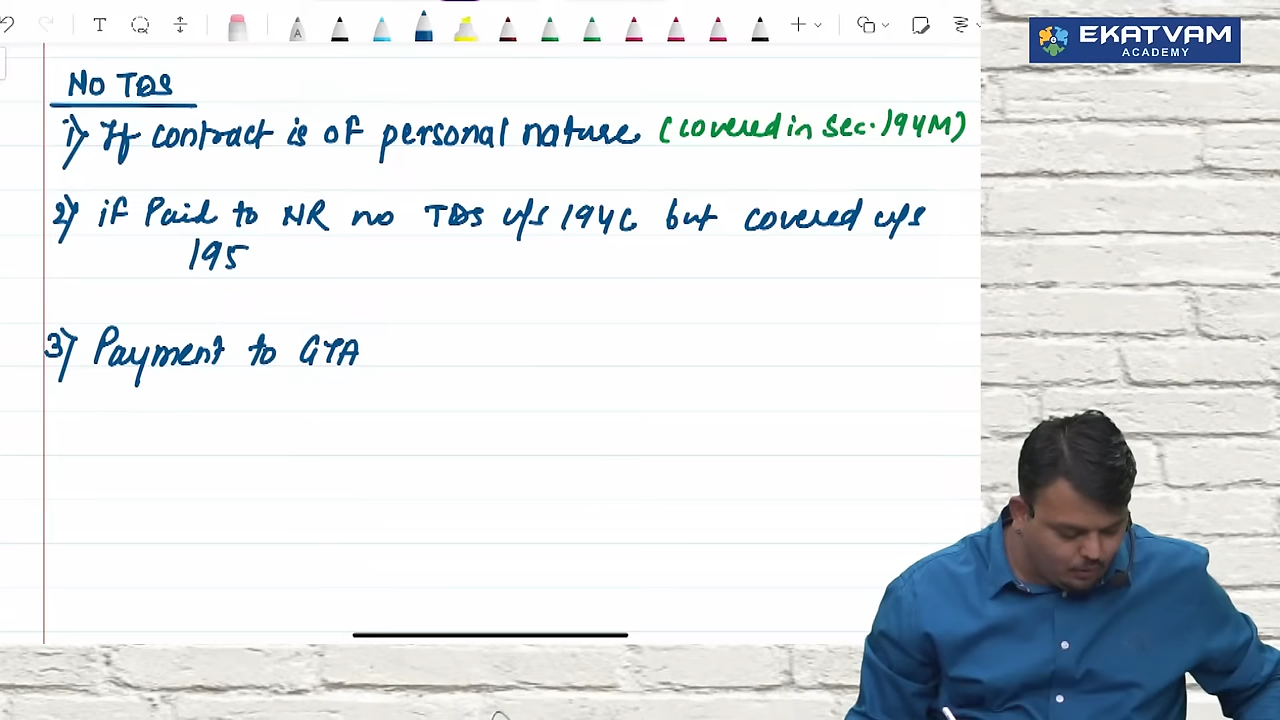 EKATVAM
ACADEMY
No TDS
1) If contract is of personal nature (covered in sec. 194M)
2) if Paid to NR no TDS u/s 194C but covered u/s
195
3) Payment to GTA